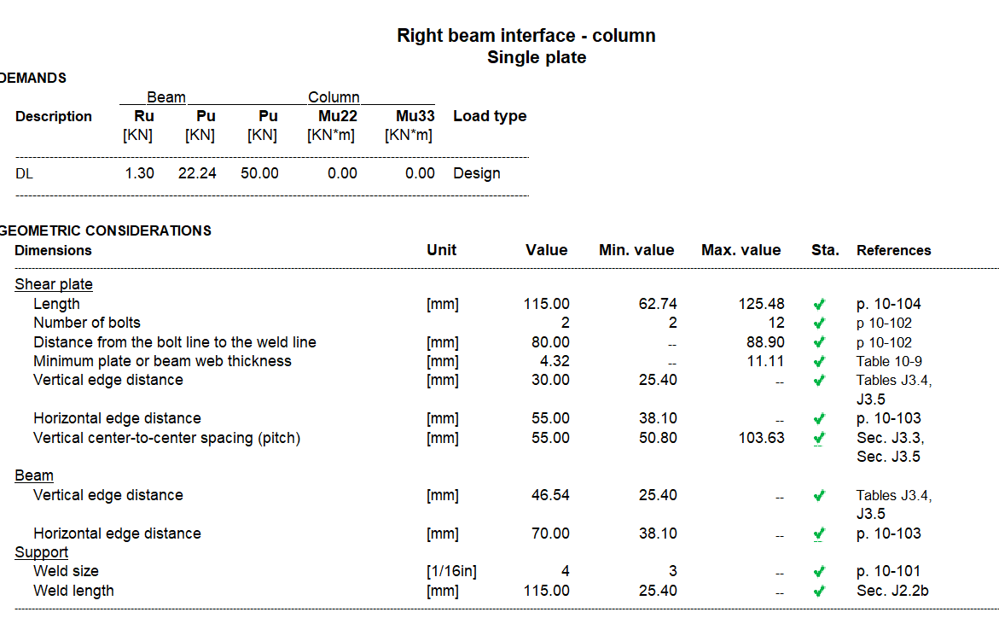 Right beam interface - column
Single plate
DEMANDS
Beam Column
Description Ru Pu Pu Mu22 Mu33 Load type
[KN] [KN] [KN] [KN*m] [KN*m]
DL 1.30 22.24 50.00 0.00 0.00 Design
GEOMETRIC CONSIDERATIONS
Dimensions Unit Value Min. value Max. value Sta. References
Shear plate
Length [mm] 115.00 62.74 125.48 p. 10-104
Number of bolts 2 2 12 p 10-102
Distance from the bolt line to the weld line [mm] 80.00 -- 88.90 p 10-102
Minimum plate or beam web thickness [mm] 4.32 -- 11.11 Table 10-9
Vertical edge distance [mm] 30.00 25.40 -- Tables J3.4,
J3.5
Horizontal edge distance [mm] 55.00 38.10 -- p. 10-103
Vertical center-to-center spacing (pitch) [mm] 55.00 50.80 103.63 Sec. J3.3,
Sec. J3.5
Beam
Vertical edge distance [mm] 46.54 25.40 -- Tables J3.4,
J3.5
Horizontal edge distance [mm] 70.00 38.10 -- p. 10-103
Support
Weld size [1/16in] 4 3 -- p. 10-101
Weld length [mm] 115.00 25.40 -- Sec. J2.2b